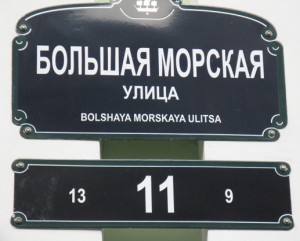 БОЛЬШАЯ МОРСКАЯ
УЛИЦА
BOLSHAYA MORSKAYA ULITSA
13 11 9